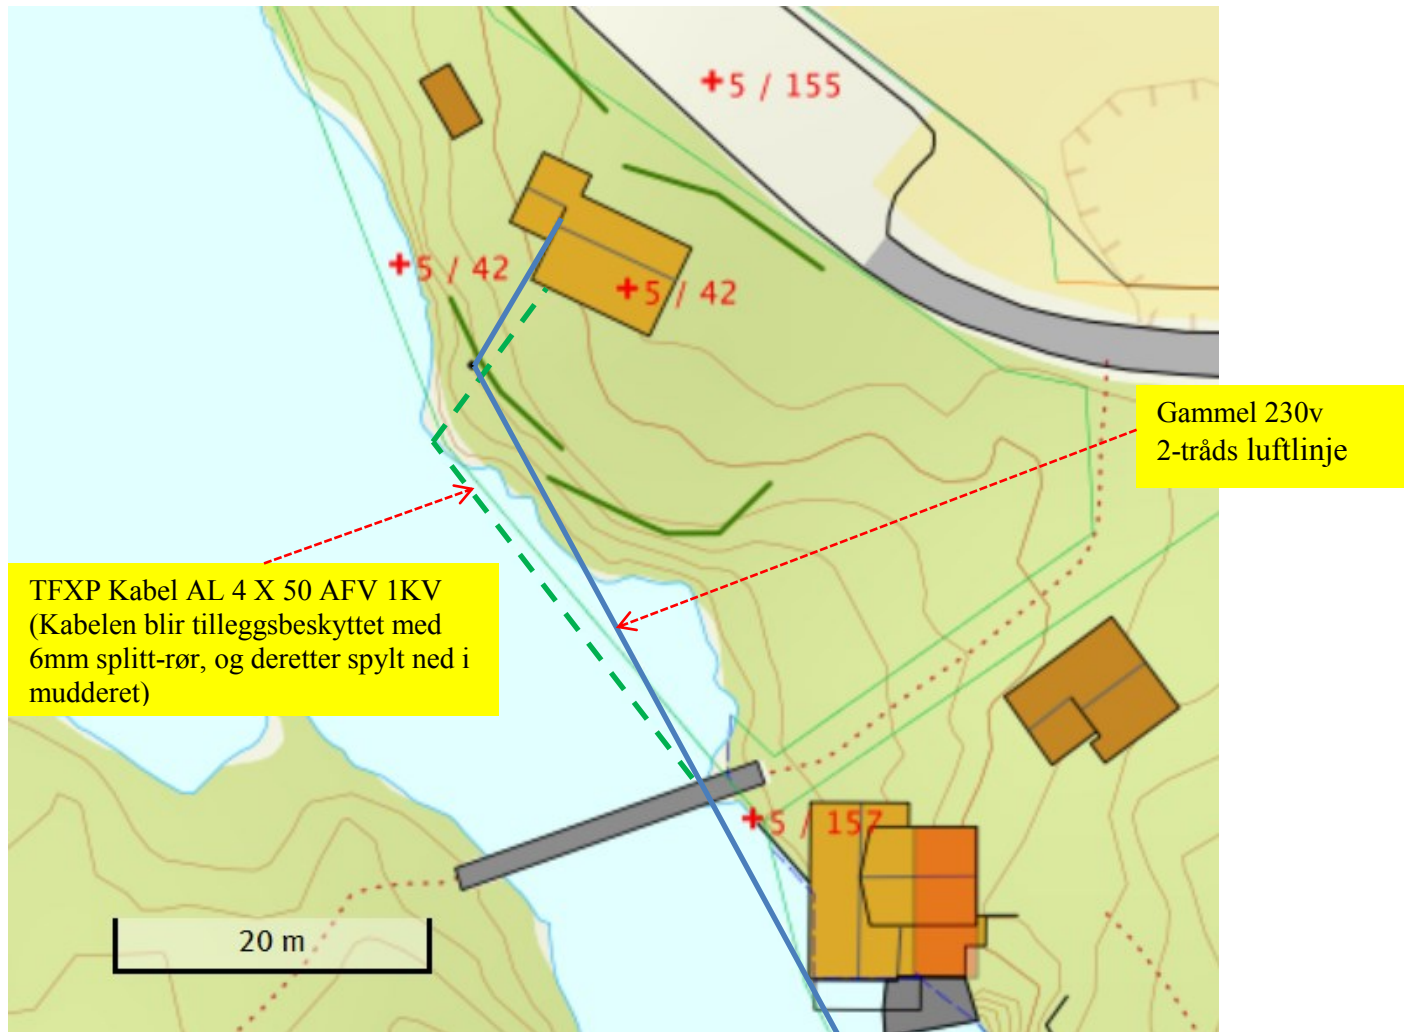 5 / 155
5 / 42
5 / 42
Gammel 230v
2-tråds luftlinje
TFXP Kabel AL 4 X 50 AFV 1KV
(Kabelen blir tilleggsbeskyttet med
6mm splitt-rør, og deretter spylt ned i
mudderet)
5 / 157
20 m